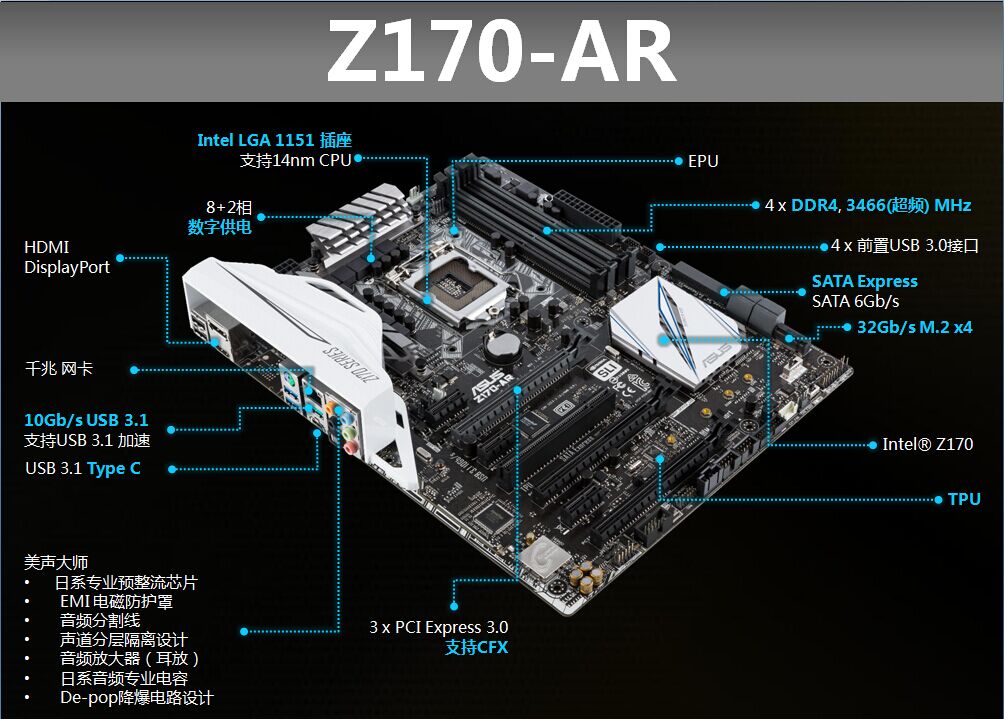 Z170-AR
Intel LGA 1151 插座
支持14nm CPU
EPU
8+2相
数字供电
4 x DDR4, 3466(超频) MHz
HDMI
DisplayPort
4 x 前置USB 3.0接口
SATA Express
SATA 6Gb/s
32Gb/s M.2 x4
Z170 SERIES
ASUS
千兆 网卡
ASUS
Z170-AR
10Gb/s USB 3.1
支持USB 3.1 加速
Intel® Z170
USB 3.1 Type C
TPU
美声大师
• 日系专业预整流芯片
• EMI 电磁防护罩
• 音频分割线
• 声道分层隔离设计
• 音频放大器（耳放）
• 日系音频专业电容
• De-pop降爆电路设计
3 x PCI Express 3.0
支持CFX